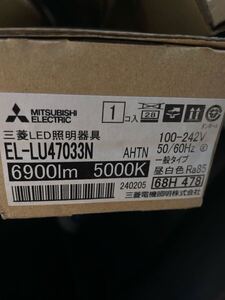 MITSUBISHI
ELECTRIC
1 コ入
三菱LED照明器具
100-242V
EL-LU47033N AHTN
50/60Hz
一般タイプ
6900lm 5000K
昼白色 Ra85
240205
68H 478
三菱電機照明株式会社